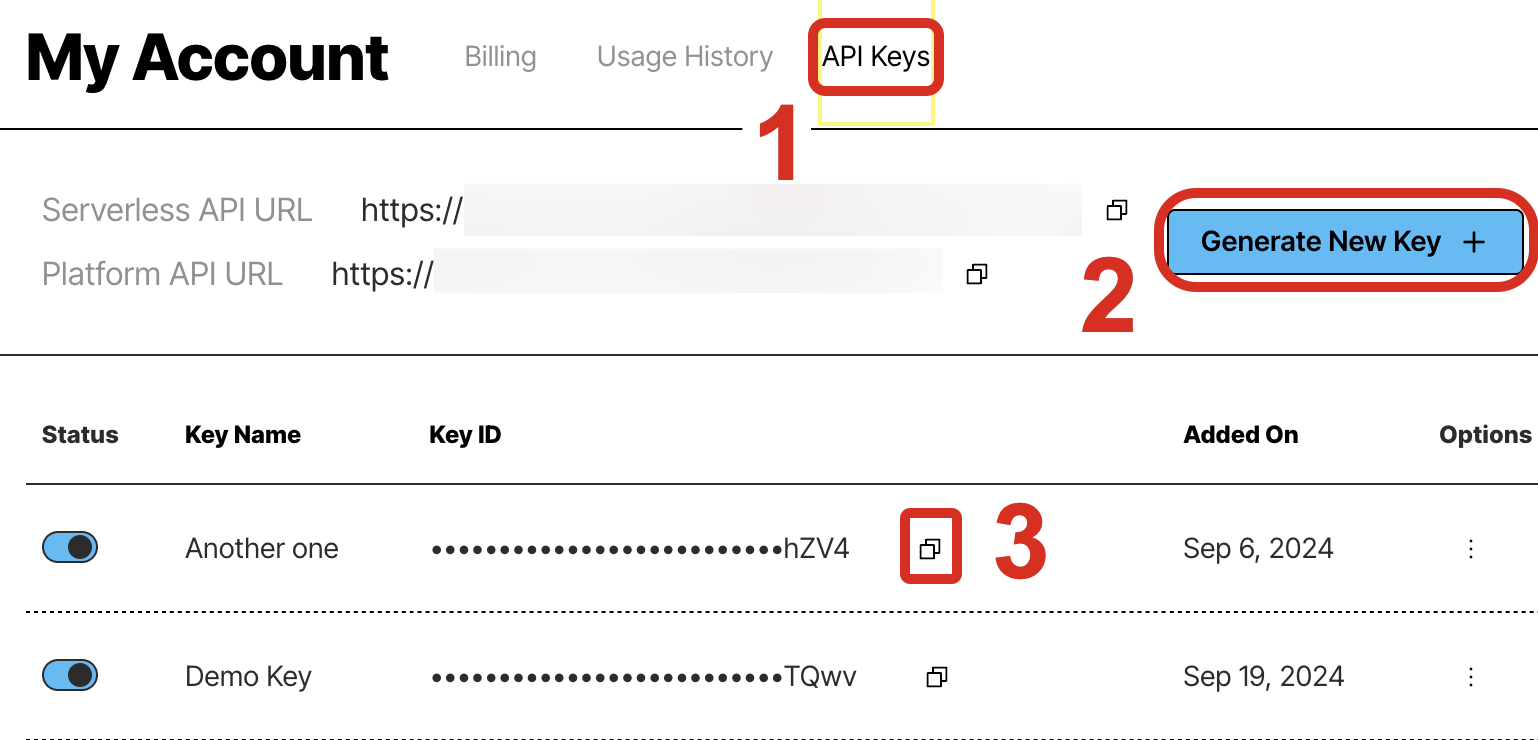 My Account Billing Usage History API Keys
1
Serverless API URL https://
Generate New Key +
Platform API URL https://
2
Status Key Name Key ID Added On Options
Another one ••••••••••••••••••••••••••hZV4 3 Sep 6, 2024
Demo Key ••••••••••••••••••••••••••TQwv Sep 19, 2024